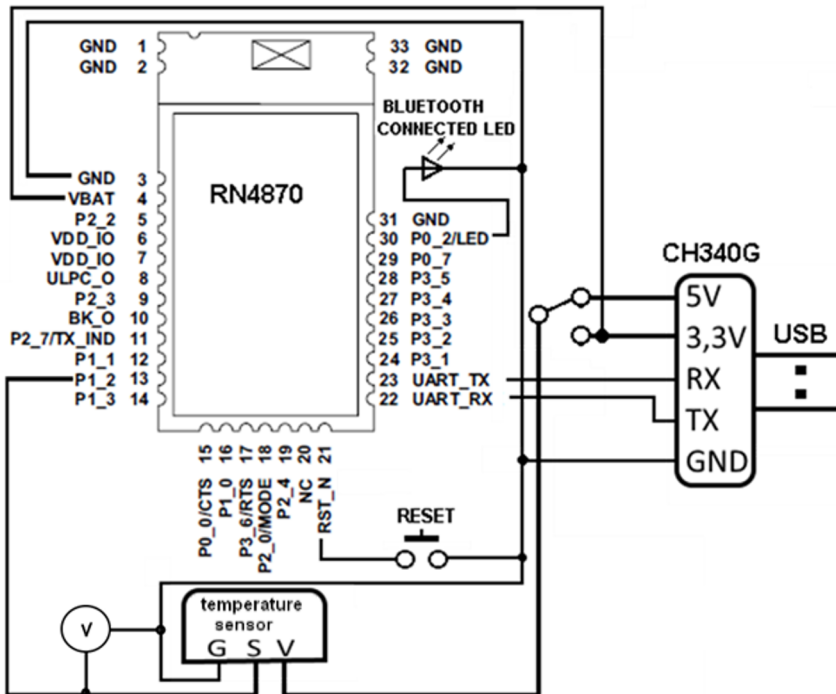 GND 1
GND 2
33 GND
32 GND
BLUETOOTH
CONNECTED LED
GND 3
VBAT 4
P2_2 5
VDD_IO 6
VDD_IO 7
ULPC_O 8
P2_3 9
BK_O 10
P2_7/TX_IND 11
P1_1 12
P1_2 13
P1_3 14
RN4870
31 GND
30 P0_2/LED
29 P0_7
28 P3_5
27 P3_4
26 P3_3
25 P3_2
24 P3_1
23 UART_TX
22 UART_RX
CH340G
5V
3,3V
RX
TX
GND
USB
15 P0_0/CTS
16 P1_0
17 P3_6/RTS
18 P2_0/MODE
19 P2_4
20 NC
21 RST_N
RESET
V
temperature
sensor
G S V